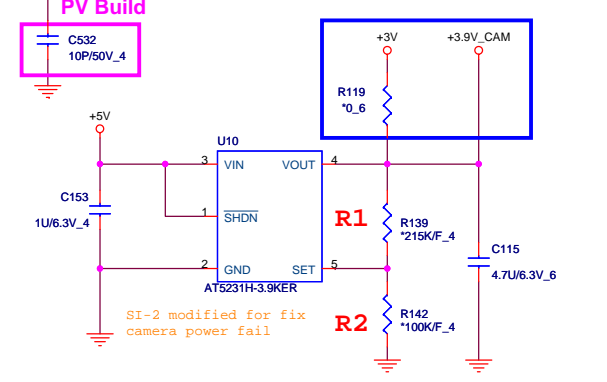 PV Build
C532
10P/50V_4
+3V
+3.9V_CAM
R119
*0_6
+5V
U10
3
VIN
VOUT
4
C153
1U/6.3V_4
1
SHDN
R1
R139
*215K/F_4
C115
4.7U/6.3V_6
2
GND
SET
5
AT5231H-3.9KER
SI-2 modified for fix
camera power fail
R2
R142
*100K/F_4